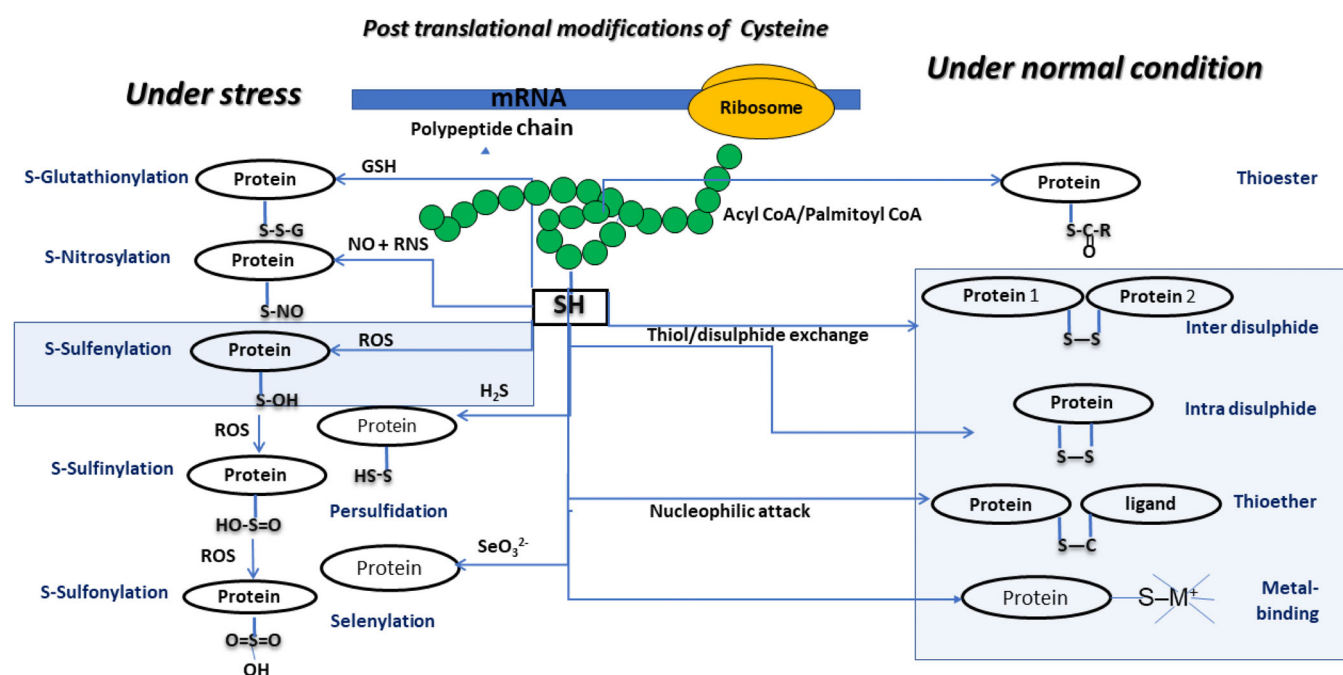 Post translational modifications of Cysteine
Under stress
Under normal condition
mRNA
Ribosome
Polypeptide chain
S-Glutathionylation
Protein
GSH
S-S-G
S-Nitrosylation
Protein
NO + RNS
S-NO
S-Sulfenylation
Protein
ROS
S-OH
ROS
S-Sulfinylation
Protein
HO-S=O
ROS
S-Sulfonylation
Protein
O=S=O
OH
SH
H₂S
Protein
HS-S
Persulfidation
SeO₃²⁻
Protein
Selenylation
Acyl CoA/Palmitoyl CoA
Protein
Thioester
S-C-R
O
Thiol/disulphide exchange
Protein 1
Protein 2
Inter disulphide
S—S
Protein
Intra disulphide
S—S
Nucleophilic attack
Protein
ligand
Thioether
S—C
Protein
S–M⁺
Metal-
binding